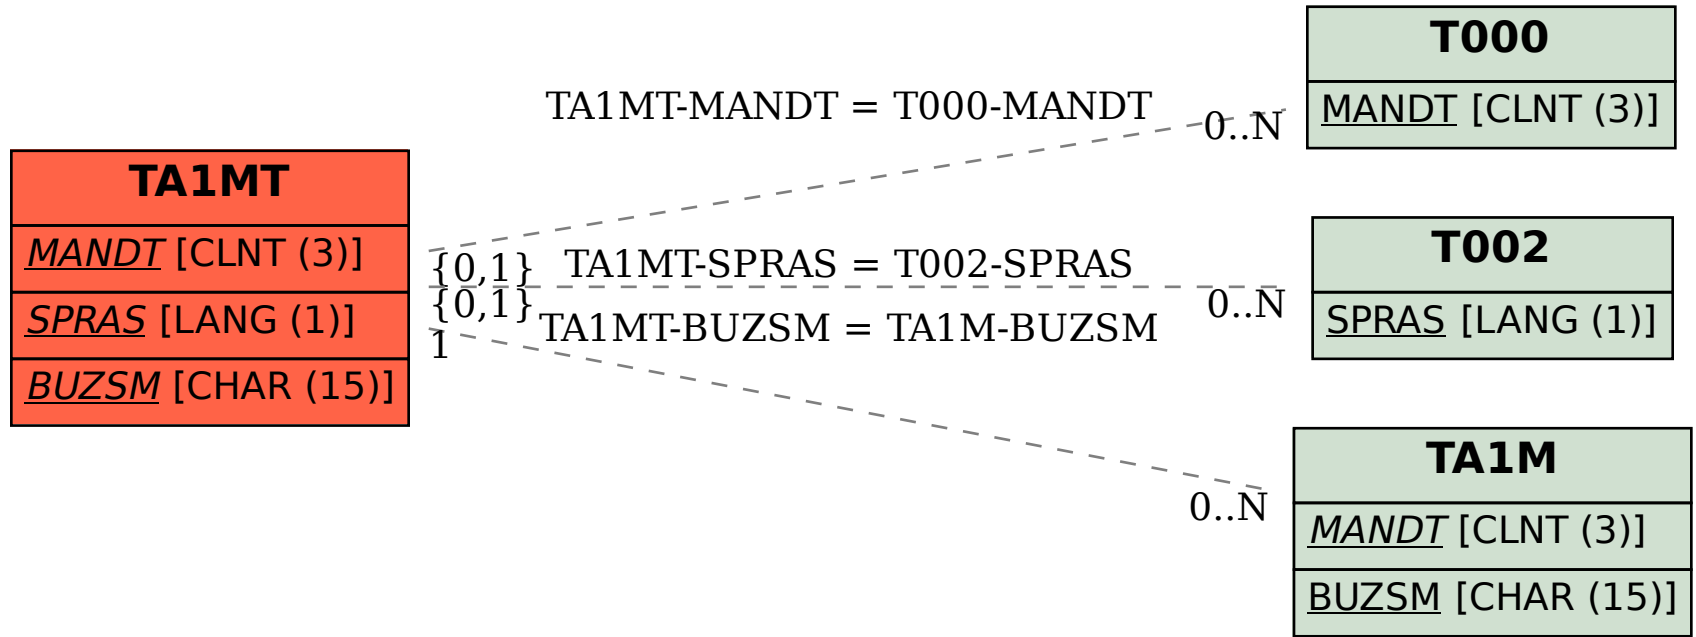 TA1MT
MANDT [CLNT (3)]
SPRAS [LANG (1)]
BUZSM [CHAR (15)]
TA1MT-MANDT = T000-MANDT
0..N
{0,1}
TA1MT-SPRAS = T002-SPRAS
{0,1}
0..N
TA1MT-BUZSM = TA1M-BUZSM
1
0..N
T000
MANDT [CLNT (3)]
T002
SPRAS [LANG (1)]
TA1M
MANDT [CLNT (3)]
BUZSM [CHAR (15)]